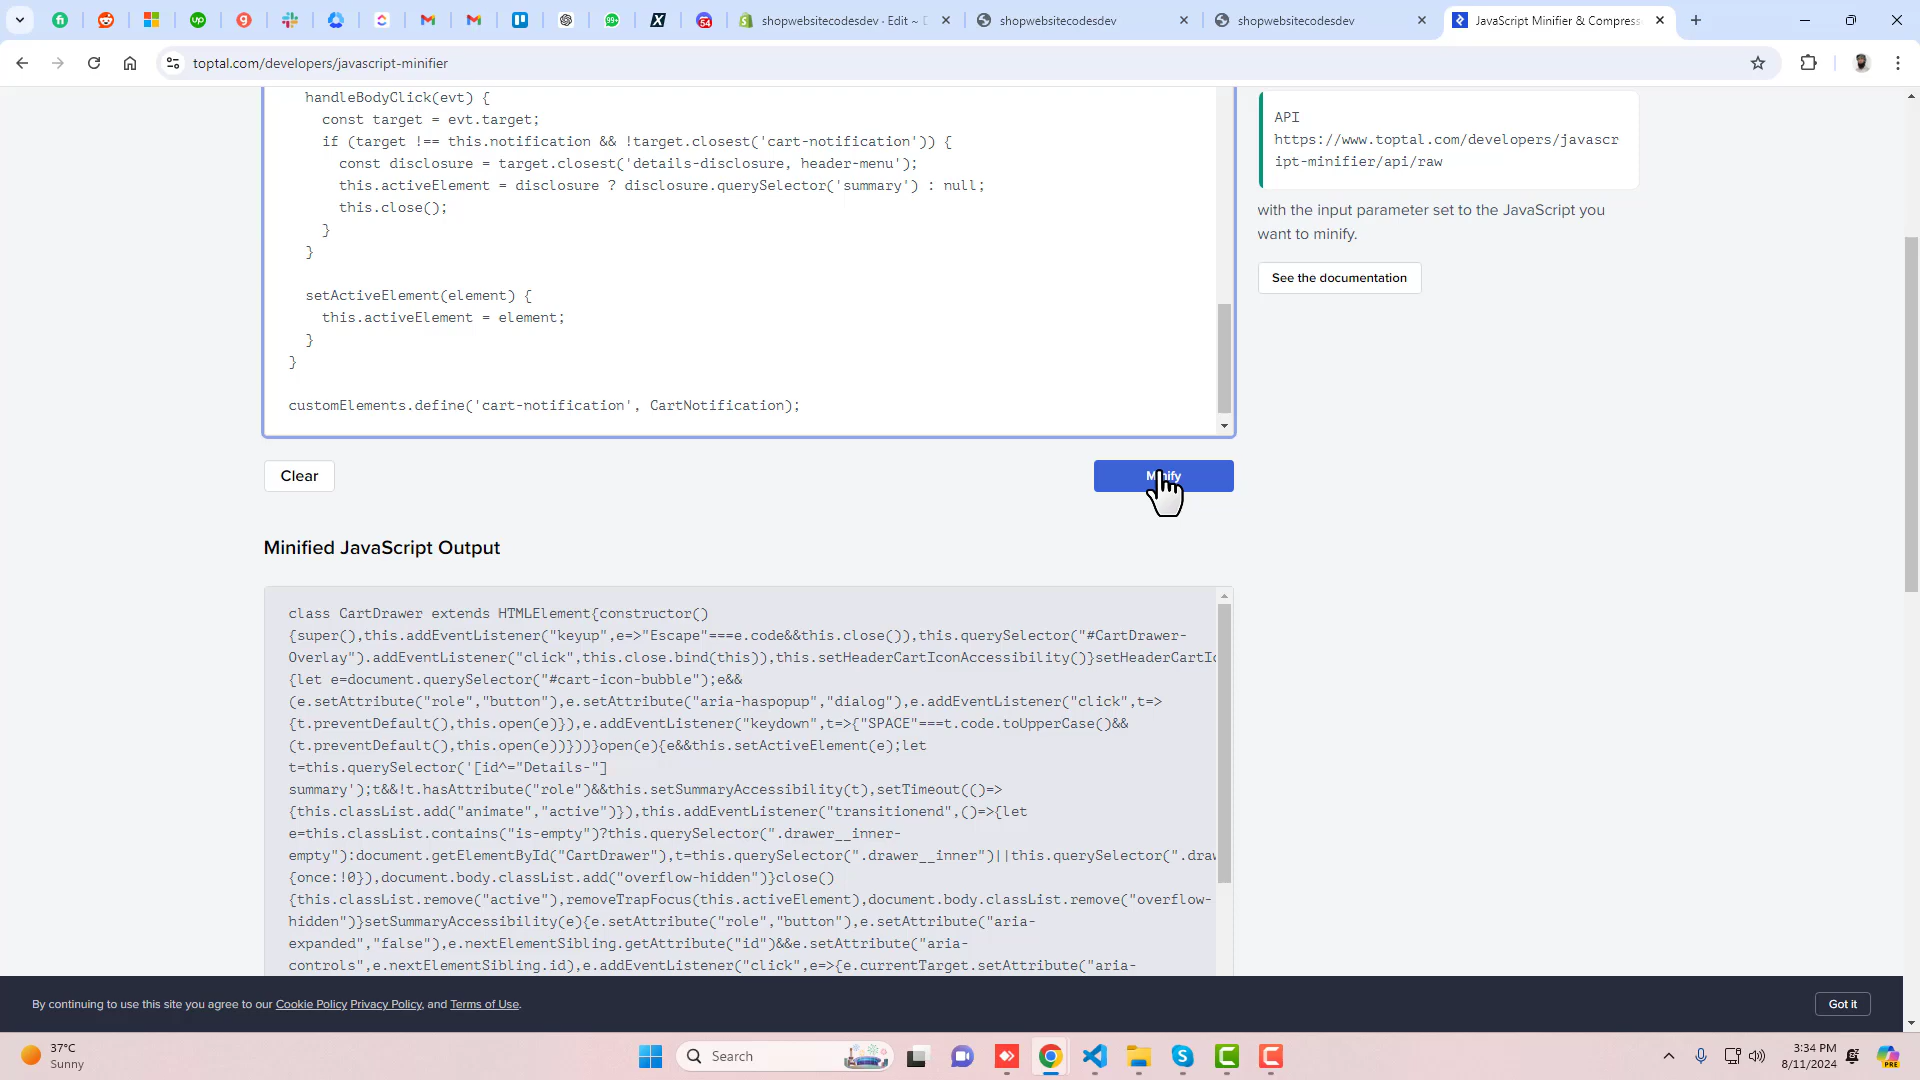 shopwebsitecodesdev · Edit ~
shopwebsitecodesdev
shopwebsitecodesdev
JavaScript Minifier & Compress
toptal.com/developers/javascript-minifier
handleBodyClick(evt) {
const target = evt.target;
if (target !== this.notification && !target.closest('cart-notification')) {
const disclosure = target.closest('details-disclosure, header-menu');
this.activeElement = disclosure ? disclosure.querySelector('summary') : null;
this.close();
}
}
setActiveElement(element) {
this.activeElement = element;
}
}
customElements.define('cart-notification', CartNotification);
API
https://www.toptal.com/developers/javascr
ipt-minifier/api/raw
with the input parameter set to the JavaScript you
want to minify.
See the documentation
Clear
Minify
Minified JavaScript Output
class CartDrawer extends HTMLElement{constructor()
{super(),this.addEventListener("keyup",e=>"Escape"===e.code&&this.close()),this.querySelector("#CartDrawer-
Overlay").addEventListener("click",this.close.bind(this)),this.setHeaderCartIconAccessibility()}setHeaderCartIc
{let e=document.querySelector("#cart-icon-bubble");e&&
(e.setAttribute("role","button"),e.setAttribute("aria-haspopup","dialog"),e.addEventListener("click",t=>
{t.preventDefault(),this.open(e)}),e.addEventListener("keydown",t=>{"SPACE"===t.code.toUpperCase()&&
(t.preventDefault(),this.open(e))}))}open(e){e&&this.setActiveElement(e);let
t=this.querySelector('[id^="Details-"]
summary');t&&!t.hasAttribute("role")&&this.setSummaryAccessibility(t),setTimeout(()=>
{this.classList.add("animate","active")}),this.addEventListener("transitionend",()=>{let
e=this.classList.contains("is-empty")?this.querySelector(".drawer__inner-
empty"):document.getElementById("CartDrawer"),t=this.querySelector(".drawer__inner")||this.querySelector(".draw
{once:!0}),document.body.classList.add("overflow-hidden")}close()
{this.classList.remove("active"),removeTrapFocus(this.activeElement),document.body.classList.remove("overflow-
hidden")}setSummaryAccessibility(e){e.setAttribute("role","button"),e.setAttribute("aria-
expanded","false"),e.nextElementSibling.getAttribute("id")&&e.setAttribute("aria-
controls",e.nextElementSibling.id),e.addEventListener("click",e=>{e.currentTarget.setAttribute("aria-
By continuing to use this site you agree to our Cookie Policy Privacy Policy, and Terms of Use.
Got it
37°C
Sunny
Search
3:34 PM
8/11/2024